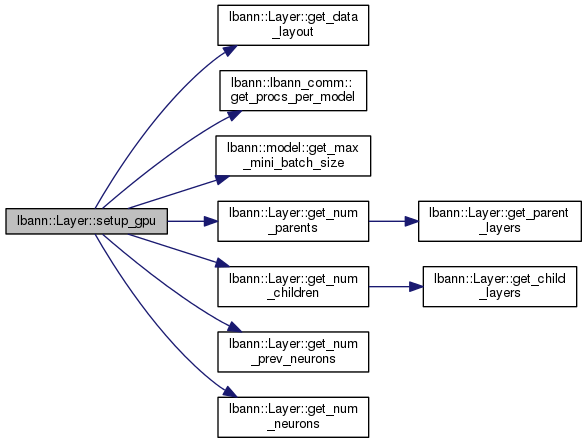 lbann::Layer::get_data
_layout
lbann::lbann_comm::
get_procs_per_model
lbann::model::get_max
_mini_batch_size
lbann::Layer::setup_gpu
lbann::Layer::get_num
_parents
lbann::Layer::get_parent
_layers
lbann::Layer::get_num
_children
lbann::Layer::get_child
_layers
lbann::Layer::get_num
_prev_neurons
lbann::Layer::get_num
_neurons